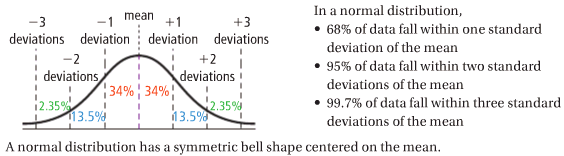 −3 deviations
−2 deviations
−1 deviation
mean
+1 deviation
+2 deviations
+3 deviations
2.35%
13.5%
34%
34%
13.5%
2.35%
In a normal distribution,
• 68% of data fall within one standard
deviation of the mean
• 95% of data fall within two standard
deviations of the mean
• 99.7% of data fall within three standard
deviations of the mean
A normal distribution has a symmetric bell shape centered on the mean.